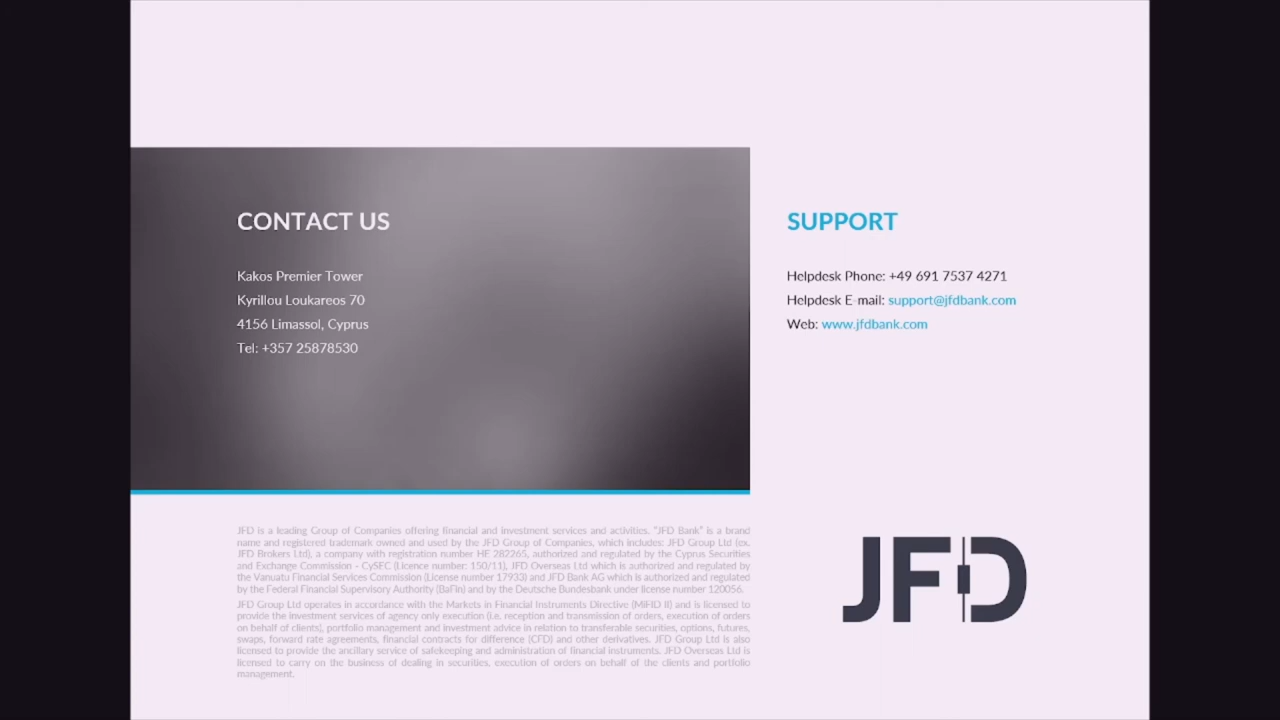 CONTACT US
Kakos Premier Tower
Kyrillou Loukareos 70
4156 Limassol, Cyprus
Tel: +357 25878530
SUPPORT
Helpdesk Phone: +49 691 7537 4271
Helpdesk E-mail: support@jfdbank.com
Web: www.jfdbank.com
JFD is a leading Group of Companies offering financial and investment services and activities. "JFD Bank" is a brand
name and registered trademark owned and used by the JFD Group of Companies, which includes: JFD Group Ltd (ex.
JFD Brokers Ltd), a company with registration number HE 282265, authorized and regulated by the Cyprus Securities
and Exchange Commission - CySEC (Licence number: 150/11), JFD Overseas Ltd which is authorized and regulated by
the Vanuatu Financial Services Commission (License number 17933) and JFD Bank AG which is authorized and regulated
by the Federal Financial Supervisory Authority (BaFin) and by the Deutsche Bundesbank under license number 120056.
JFD Group Ltd operates in accordance with the Markets in Financial Instruments Directive (MiFID II) and is licensed to
provide the investment services of agency only execution (i.e. reception and transmission of orders, execution of orders
on behalf of clients), portfolio management and investment advice in relation to transferable securities, options, futures,
swaps, forward rate agreements, financial contracts for difference (CFD) and other derivatives. JFD Group Ltd is also
licensed to provide the ancillary service of safekeeping and administration of financial instruments. JFD Overseas Ltd is
licensed to carry on the business of dealing in securities, execution of orders on behalf of the clients and portfolio
management.
JFD